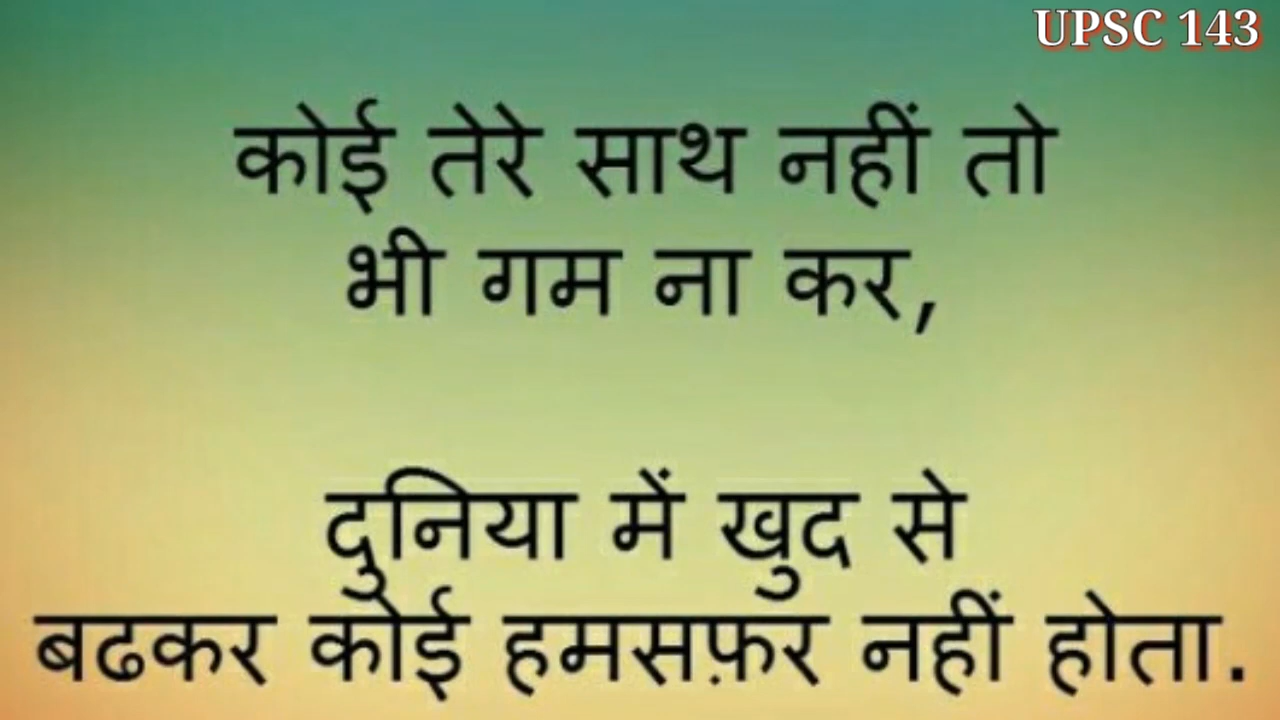 UPSC 143
कोई तेरे साथ नहीं तो
भी गम ना कर,
दुनिया में खुद से
बढकर कोई हमसफ़र नहीं होता.